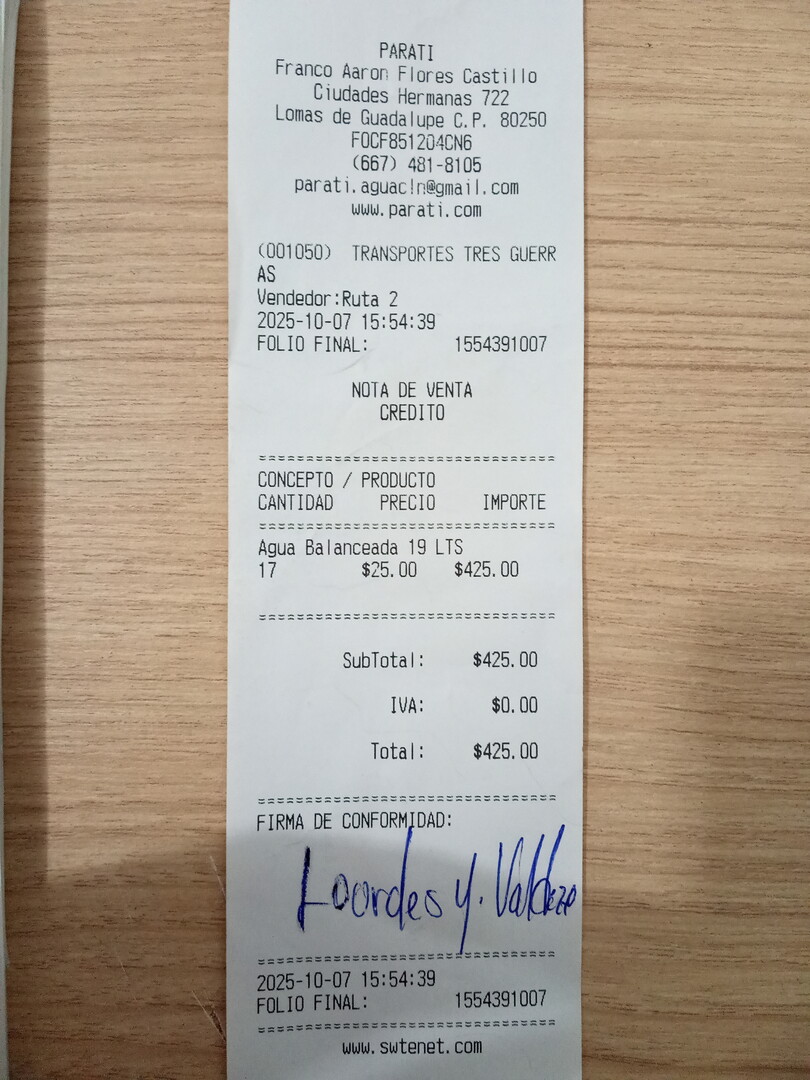 PARATI
Franco Aaron Flores Castillo
Ciudades Hermanas 722
Lomas de Guadalupe C.P. 80250
FOCF851204CN6
(667) 481-8105
parati.aguacln@gmail.com
www.parati.com
(001050) TRANSPORTES TRES GUERR
AS
Vendedor:Ruta 2
2025-10-07 15:54:39
FOLIO FINAL: 1554391007
NOTA DE VENTA
CREDITO
================================
CONCEPTO / PRODUCTO
CANTIDAD PRECIO IMPORTE
================================
Agua Balanceada 19 LTS
17 $25.00 $425.00
================================
SubTotal: $425.00
IVA: $0.00
Total: $425.00
================================
FIRMA DE CONFORMIDAD:
Lourdes y. Valdez
================================
2025-10-07 15:54:39
FOLIO FINAL: 1554391007
================================
www.swtenet.com